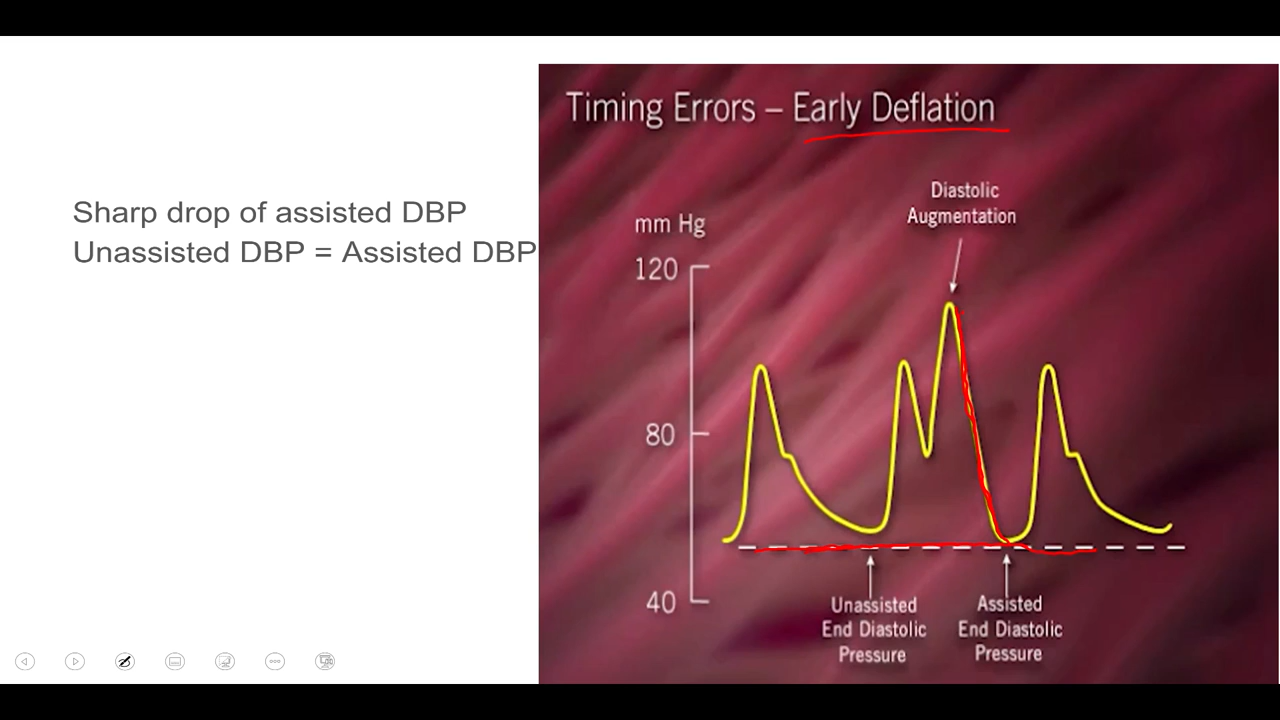 Sharp drop of assisted DBP
Unassisted DBP = Assisted DBP
Timing Errors – Early Deflation
Diastolic
Augmentation
mm Hg
120
80
40
Unassisted
End Diastolic
Pressure
Assisted
End Diastolic
Pressure